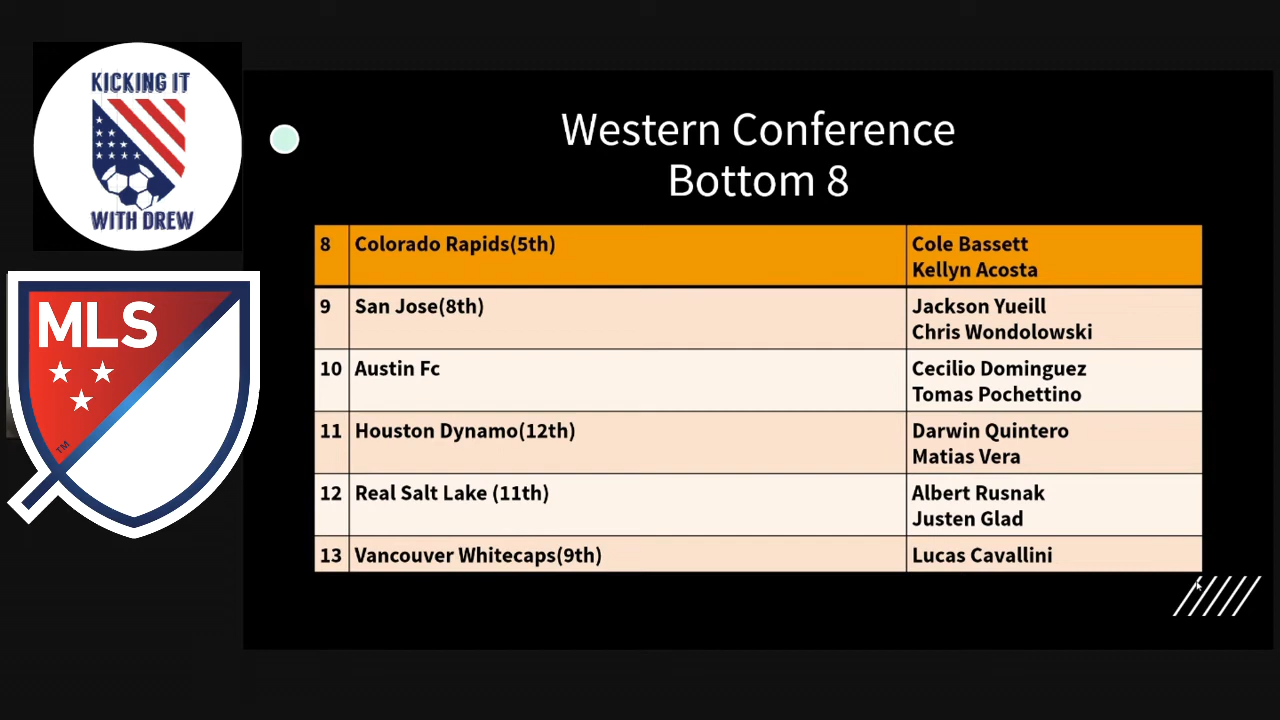 KICKING IT
WITH DREW
MLS
TM
Western Conference
Bottom 8
8 Colorado Rapids(5th) Cole Bassett
Kellyn Acosta
9 San Jose(8th) Jackson Yueill
Chris Wondolowski
10 Austin Fc Cecilio Dominguez
Tomas Pochettino
11 Houston Dynamo(12th) Darwin Quintero
Matias Vera
12 Real Salt Lake (11th) Albert Rusnak
Justen Glad
13 Vancouver Whitecaps(9th) Lucas Cavallini